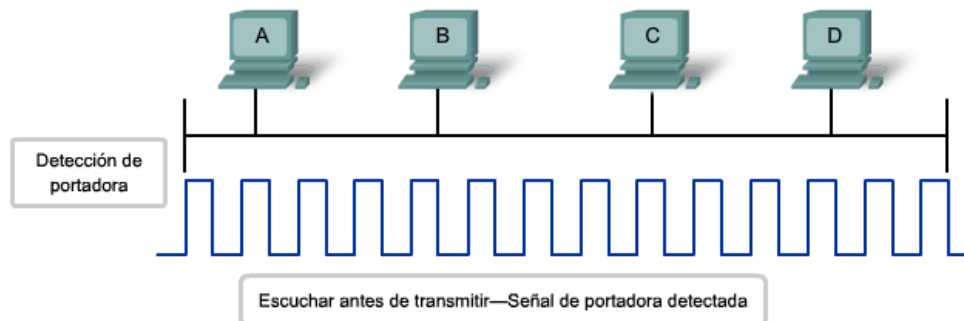 A
B
C
D
Detección de
portadora
Escuchar antes de transmitir—Señal de portadora detectada